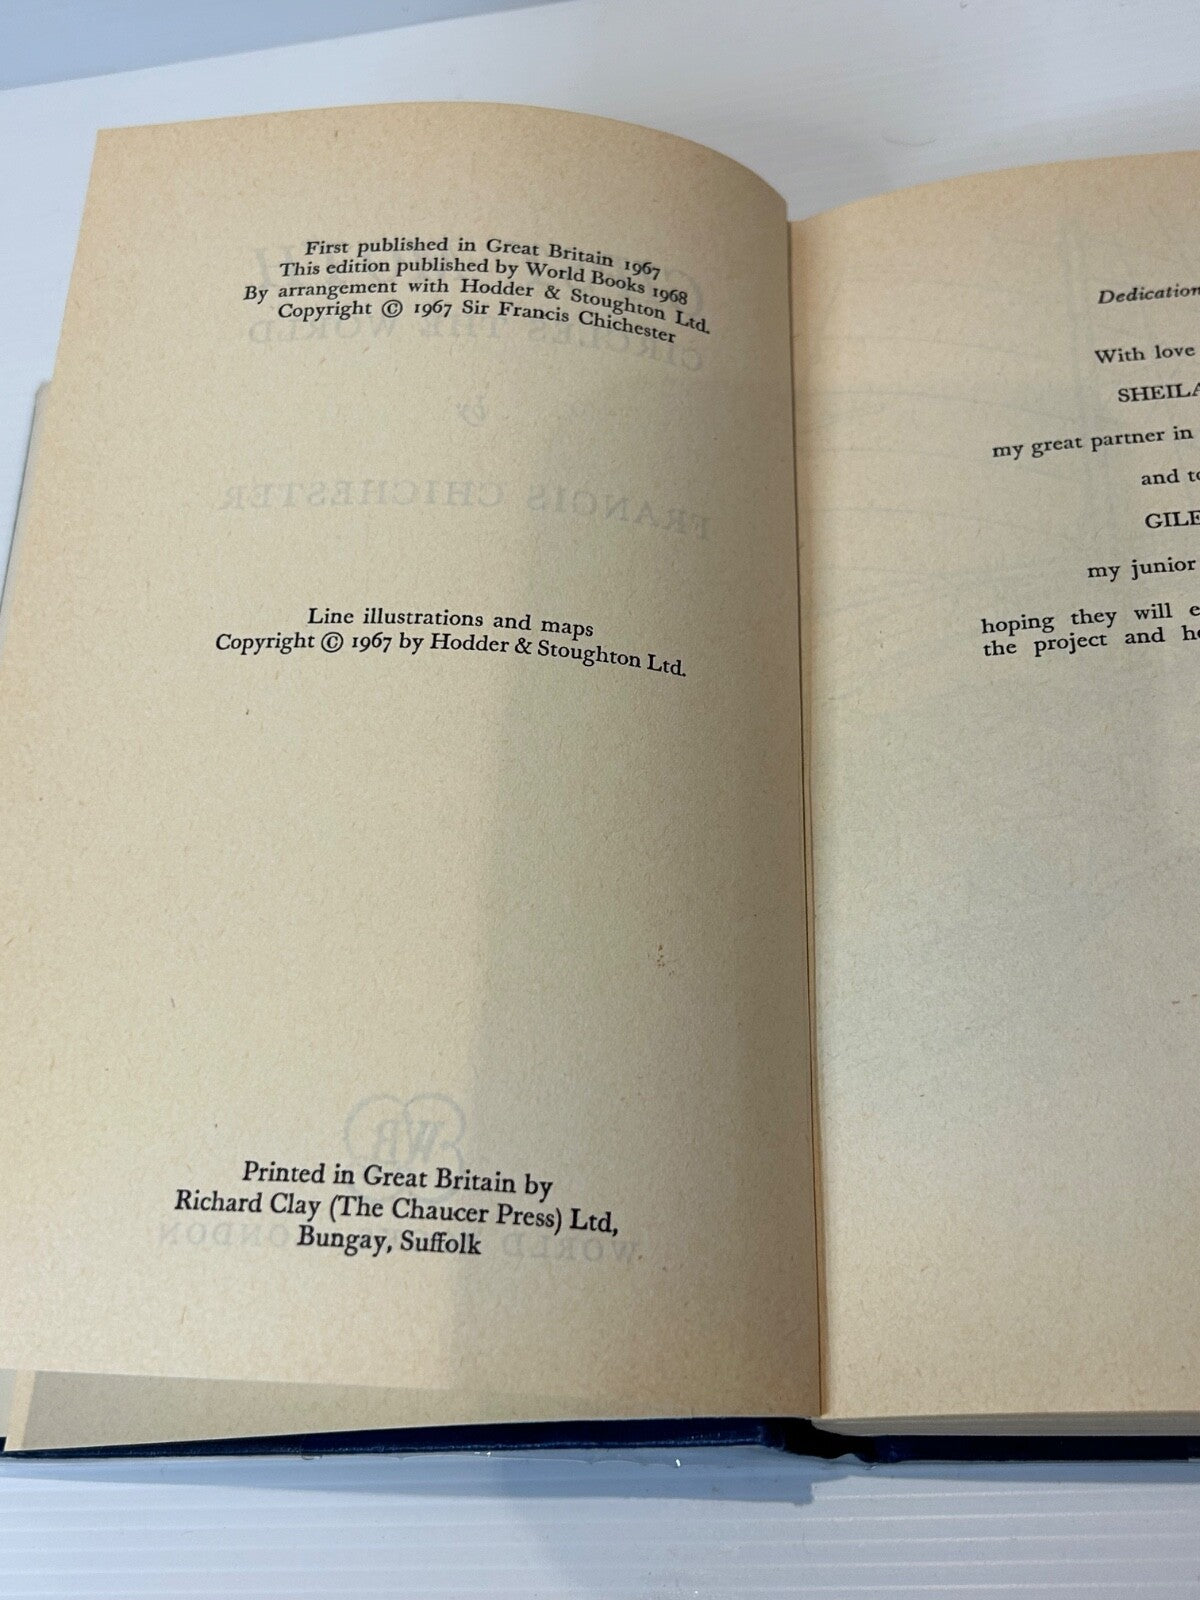 First published in Great Britain 1967
This edition published by World Books 1968
By arrangement with Hodder & Stoughton Ltd.
Copyright © 1967 Sir Francis Chichester
Line illustrations and maps
Copyright © 1967 by Hodder & Stoughton Ltd.
Printed in Great Britain by
Richard Clay (The Chaucer Press) Ltd,
Bungay, Suffolk
Dedication
With love
SHEILA
my great partner in
and to
my junior
hoping they will
the project and